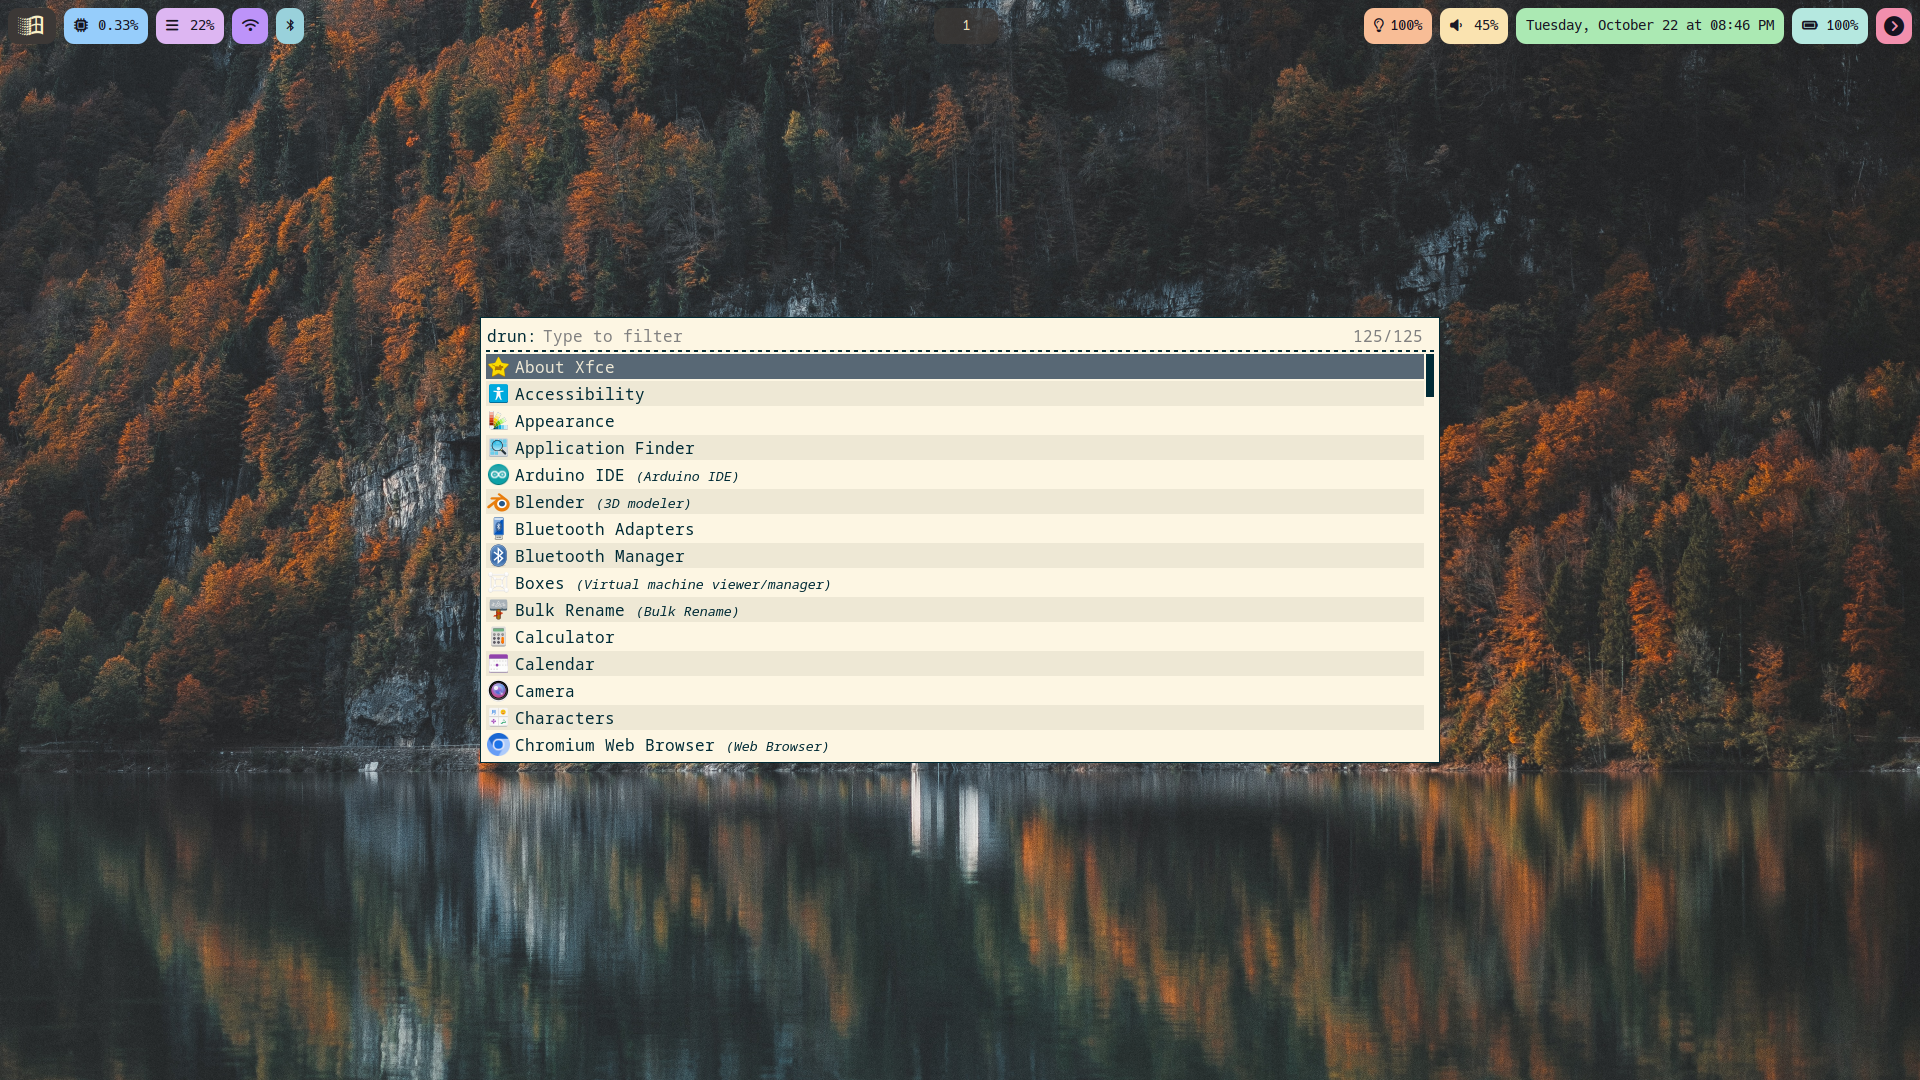 0.33% 22% 1 100% 45% Tuesday, October 22 at 08:46 PM 100%
drun: Type to filter 125/125
About Xfce
Accessibility
Appearance
Application Finder
Arduino IDE (Arduino IDE)
Blender (3D modeler)
Bluetooth Adapters
Bluetooth Manager
Boxes (Virtual machine viewer/manager)
Bulk Rename (Bulk Rename)
Calculator
Calendar
Camera
Characters
Chromium Web Browser (Web Browser)